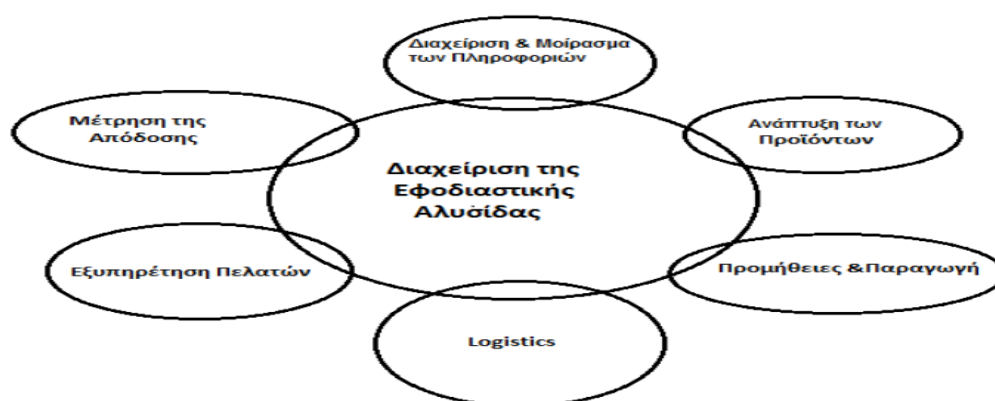 Διαχείριση & Μοίρασμα
των Πληροφοριών
Μέτρηση της
Απόδοσης
Ανάπτυξη των
Προϊόντων
Διαχείριση της
Εφοδιαστικής
Αλυσίδας
Εξυπηρέτηση Πελατών
Προμήθειες &Παραγωγή
Logistics